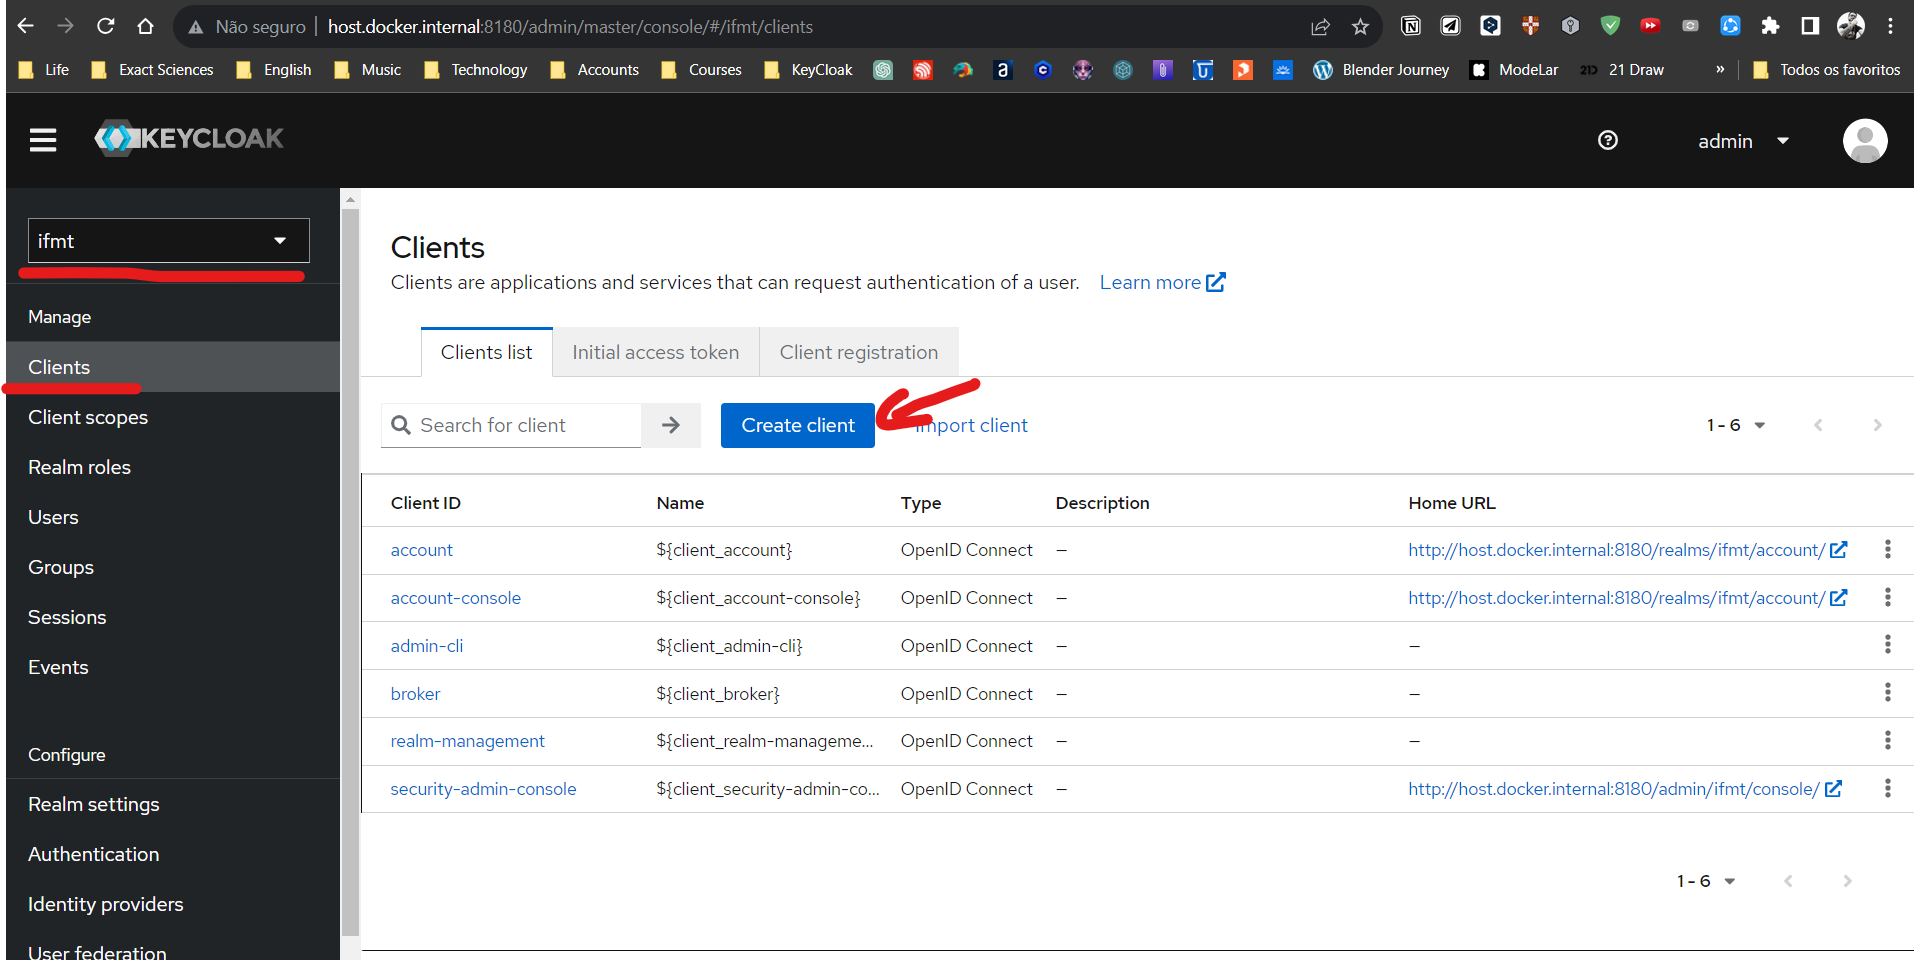 Não seguro host.docker.internal:8180/admin/master/console/#/ifmt/clients
Life Exact Sciences English Music Technology Accounts Courses KeyCloak Blender Journey ModeLar 21 Draw » Todos os favoritos
KEYCLOAK
admin
ifmt
Manage
Clients
Client scopes
Realm roles
Users
Groups
Sessions
Events
Configure
Realm settings
Authentication
Identity providers
User federation
Clients
Clients are applications and services that can request authentication of a user. Learn more
Clients list Initial access token Client registration
Search for client Create client Import client 1 - 6
Client ID Name Type Description Home URL
account ${client_account} OpenID Connect – http://host.docker.internal:8180/realms/ifmt/account/
account-console ${client_account-console} OpenID Connect – http://host.docker.internal:8180/realms/ifmt/account/
admin-cli ${client_admin-cli} OpenID Connect – –
broker ${client_broker} OpenID Connect – –
realm-management ${client_realm-manageme... OpenID Connect – –
security-admin-console ${client_security-admin-co... OpenID Connect – http://host.docker.internal:8180/admin/ifmt/console/
1 - 6